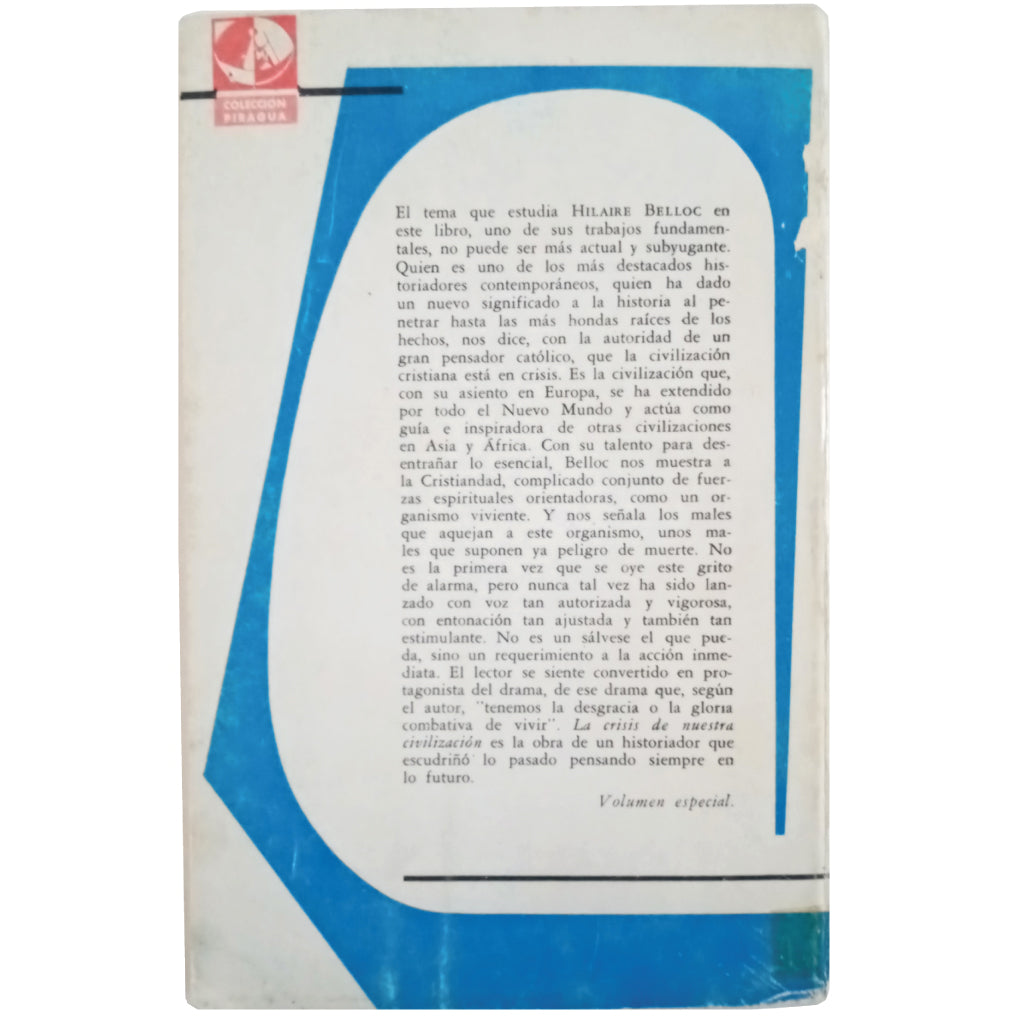 COLECCIÓN
PIRAGUA
El tema que estudia HILAIRE BELLOC en
este libro, uno de sus trabajos fundamen-
tales, no puede ser más actual y subyugante.
Quien es uno de los más destacados his-
toriadores contemporáneos, quien ha dado
un nuevo significado a la historia al pe-
netrar hasta las más hondas raíces de los
hechos, nos dice, con la autoridad de un
gran pensador católico, que la civilización
cristiana está en crisis. Es la civilización que,
con su asiento en Europa, se ha extendido
por todo el Nuevo Mundo y actúa como
guía e inspiradora de otras civilizaciones
en Asia y África. Con su talento para des-
entrañar lo esencial, Belloc nos muestra a
la Cristiandad, complicado conjunto de fuer-
zas espirituales orientadoras, como un or-
ganismo viviente. Y nos señala los males
que aquejan a este organismo, unos ma-
les que suponen ya peligro de muerte. No
es la primera vez que se oye este grito
de alarma, pero nunca tal vez ha sido lan-
zado con voz tan autorizada y vigorosa,
con entonación tan ajustada y también tan
estimulante. No es un sálvese el que pue-
da, sino un requerimiento a la acción inme-
diata. El lector se siente convertido en pro-
tagonista del drama, de ese drama que, según
el autor, "tenemos la desgracia o la gloria
combativa de vivir". La crisis de nuestra
civilización es la obra de un historiador que
escudriñó lo pasado pensando siempre en
lo futuro.
Volumen especial.